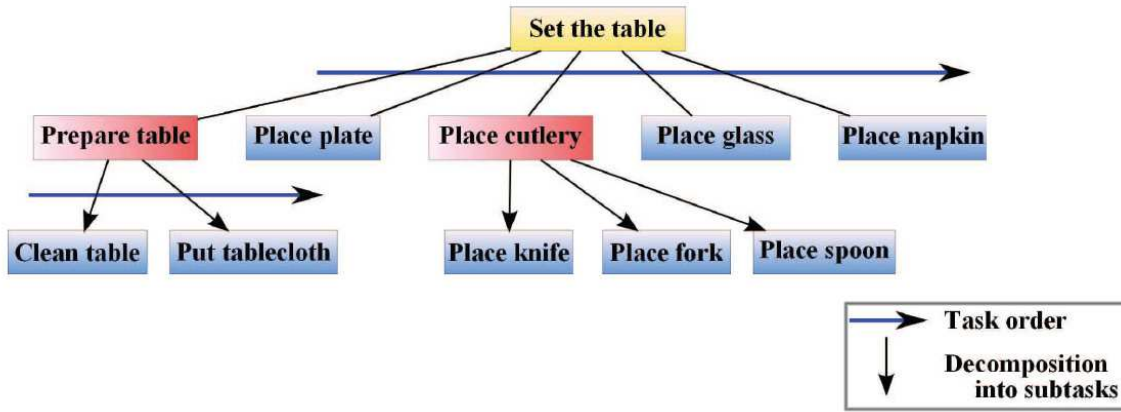 Set the table
Prepare table
Place plate
Place cutlery
Place glass
Place napkin
Clean table
Put tablecloth
Place knife
Place fork
Place spoon
Task order
Decomposition
into subtasks